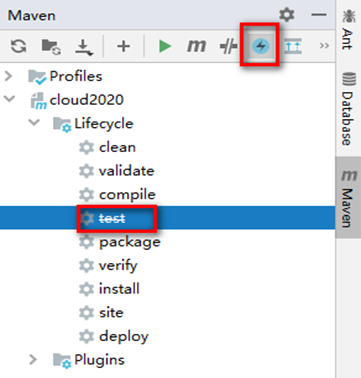 Maven
Profiles
cloud2020
Lifecycle
clean
validate
compile
test
package
verify
install
site
deploy
Plugins
Ant
Database
Maven